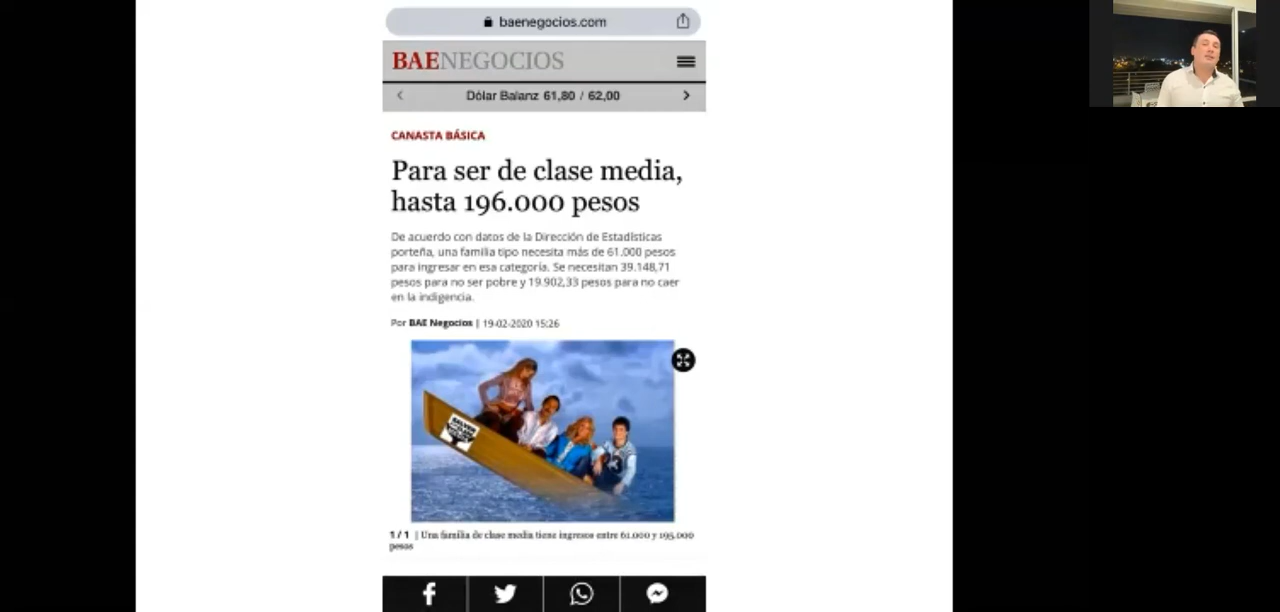 baenegocios.com
BAENEGOCIOS
Dólar Balanz 61,80 / 62,00
CANASTA BÁSICA
Para ser de clase media,
hasta 196.000 pesos
De acuerdo con datos de la Dirección de Estadísticas
porteña, una familia tipo necesita más de 61.000 pesos
para ingresar en esa categoría. Se necesitan 39.148,71
pesos para no ser pobre y 19.902,33 pesos para no caer
en la indigencia.
Por BAE Negocios | 19-02-2020 15:26
1 / 1 | Una familia de clase media tiene ingresos entre 61.000 y 195.000
pesos